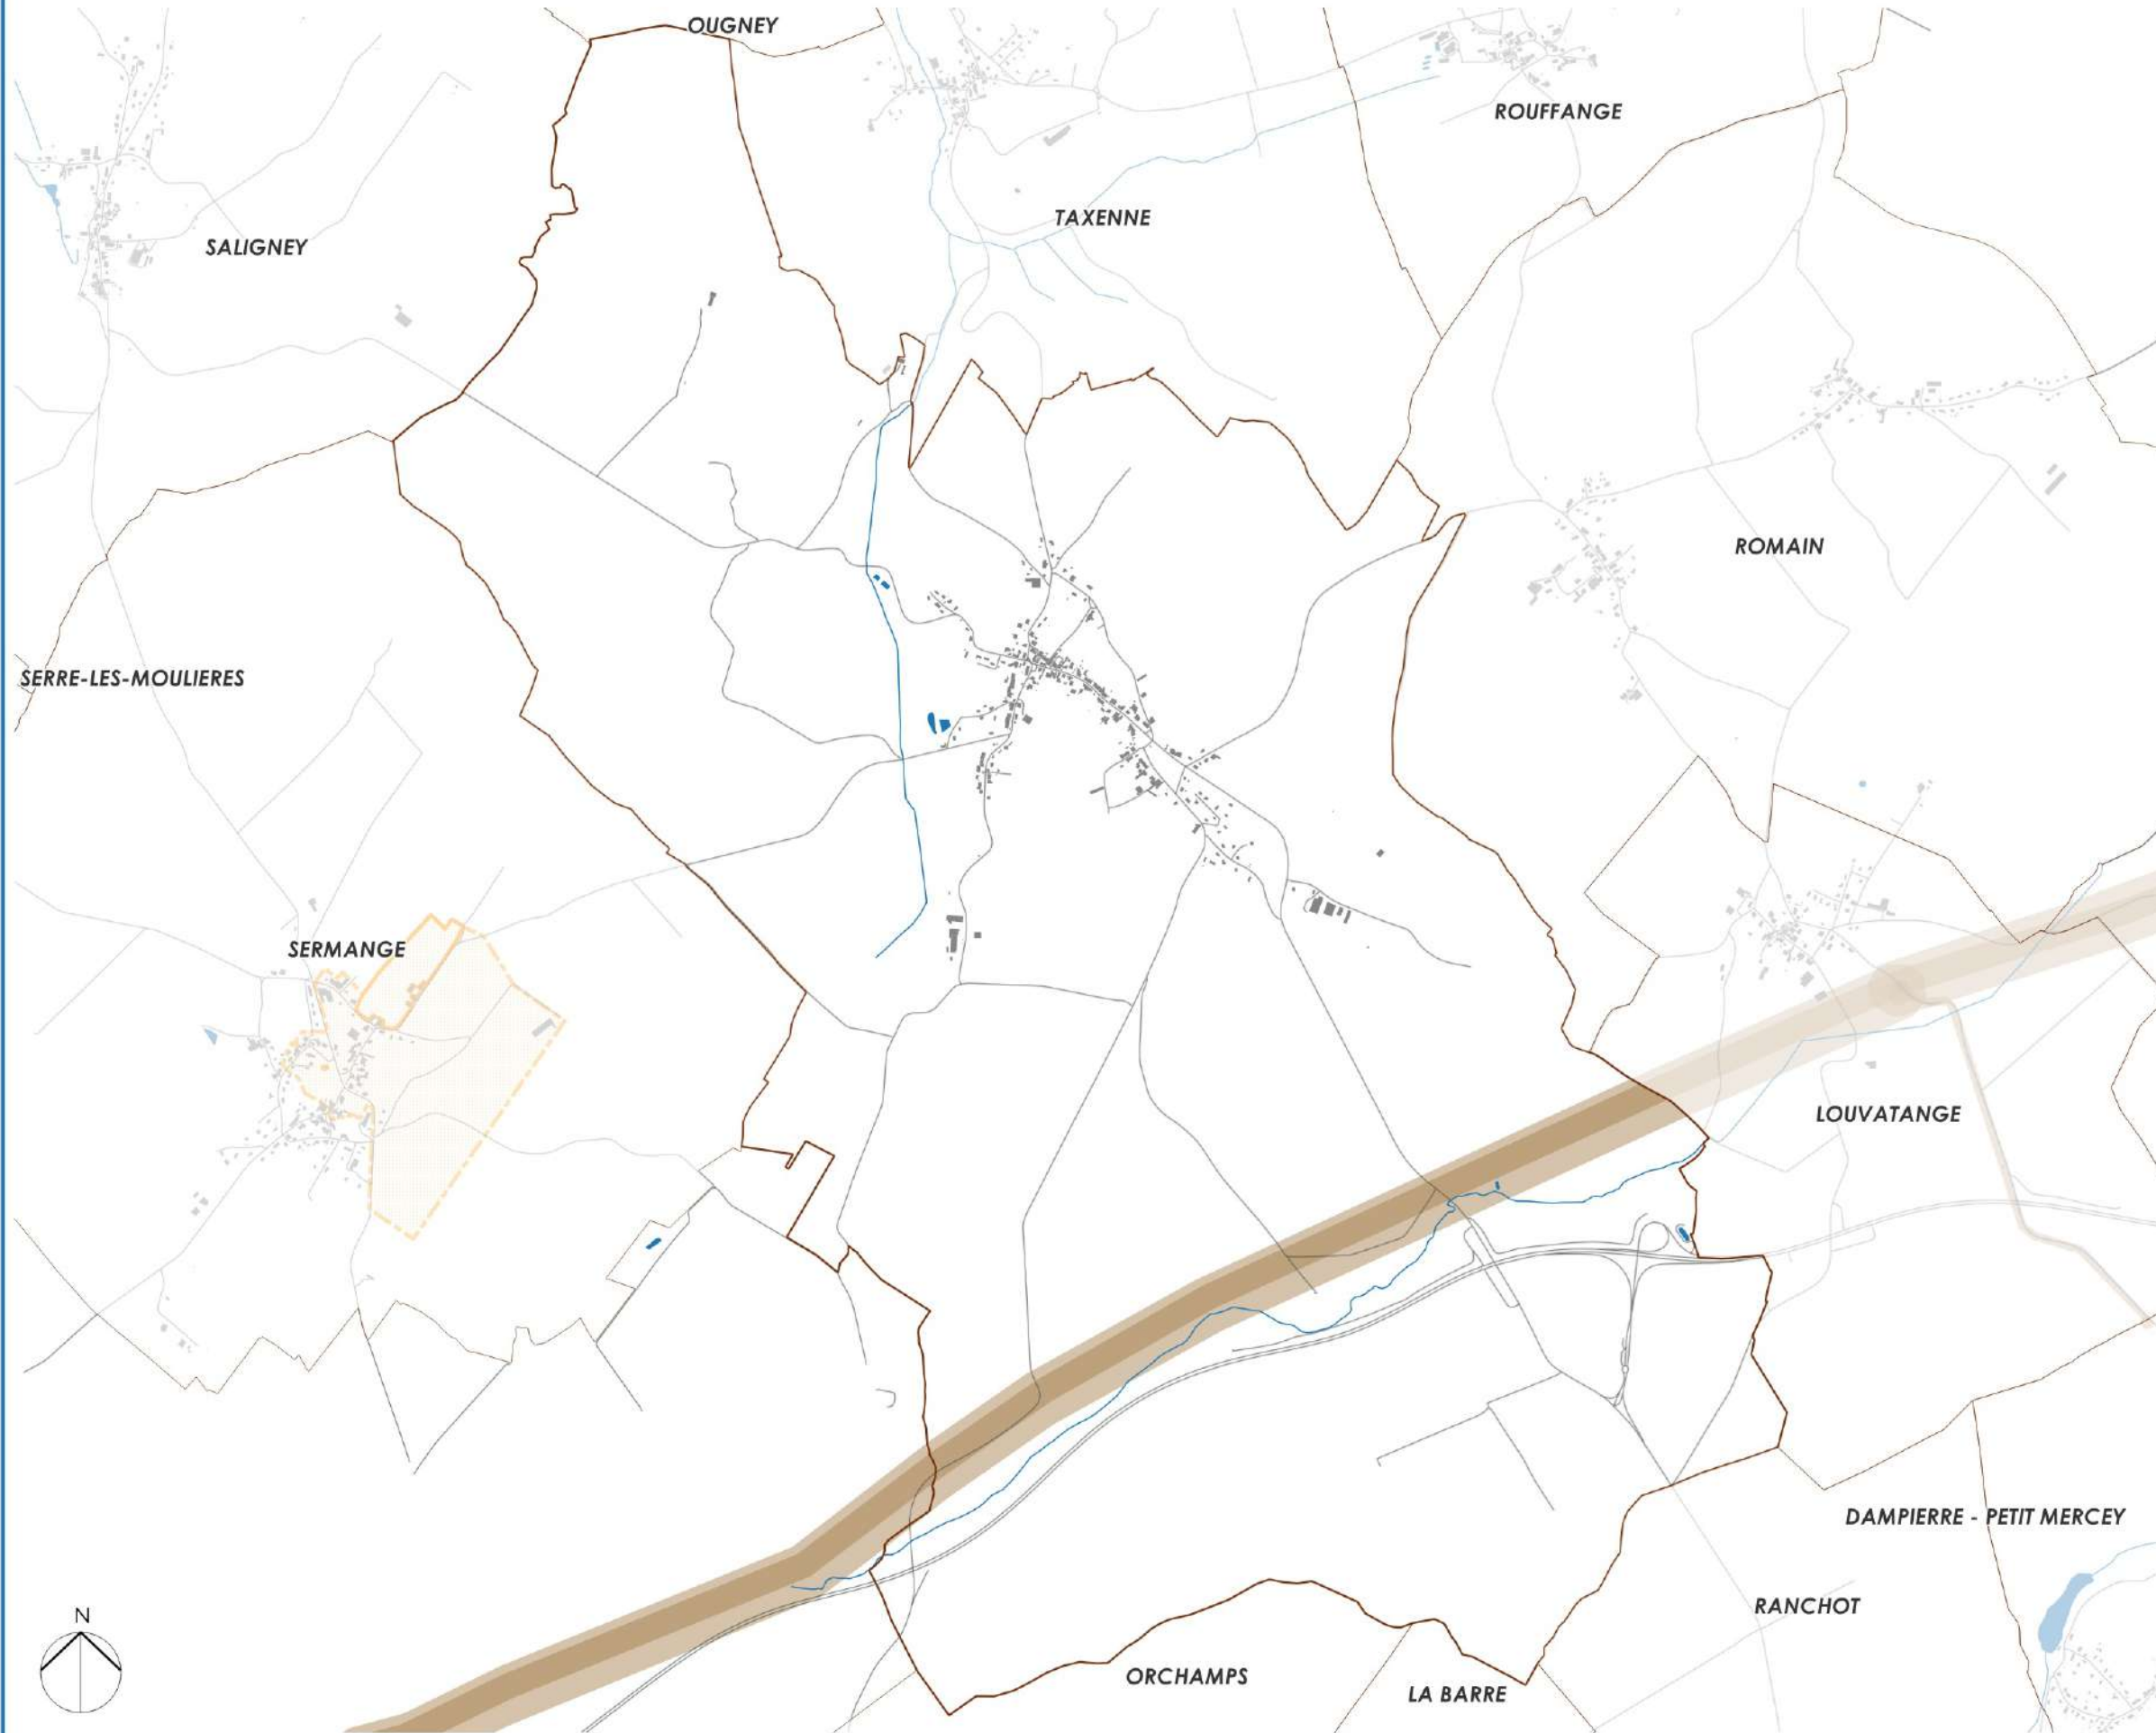 OUGNEY
ROUFFANGE
TAXENNE
SALIGNEY
ROMAIN
SERRE-LES-MOULIERES
SERMANGE
LOUVATANGE
DAMPIERRE - PETIT MERCEY
RANCHOT
N
ORCHAMPS
LA BARRE